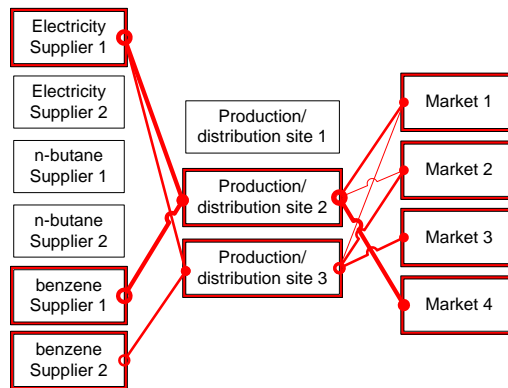 Electricity
Supplier 1
Electricity
Supplier 2
n-butane
Supplier 1
n-butane
Supplier 2
benzene
Supplier 1
benzene
Supplier 2
Production/
distribution site 1
Production/
distribution site 2
Production/
distribution site 3
Market 1
Market 2
Market 3
Market 4